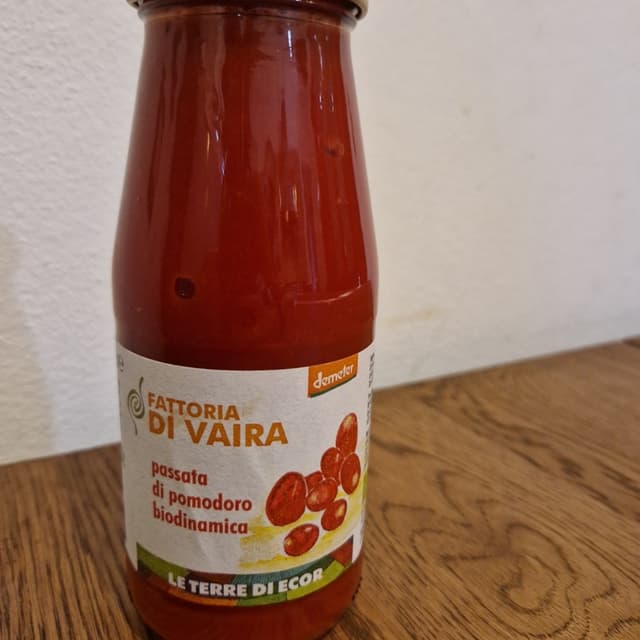 demeter
FATTORIA
DI VAIRA
passata
di pomodoro
biodinamica
LE TERRE DI ECOR